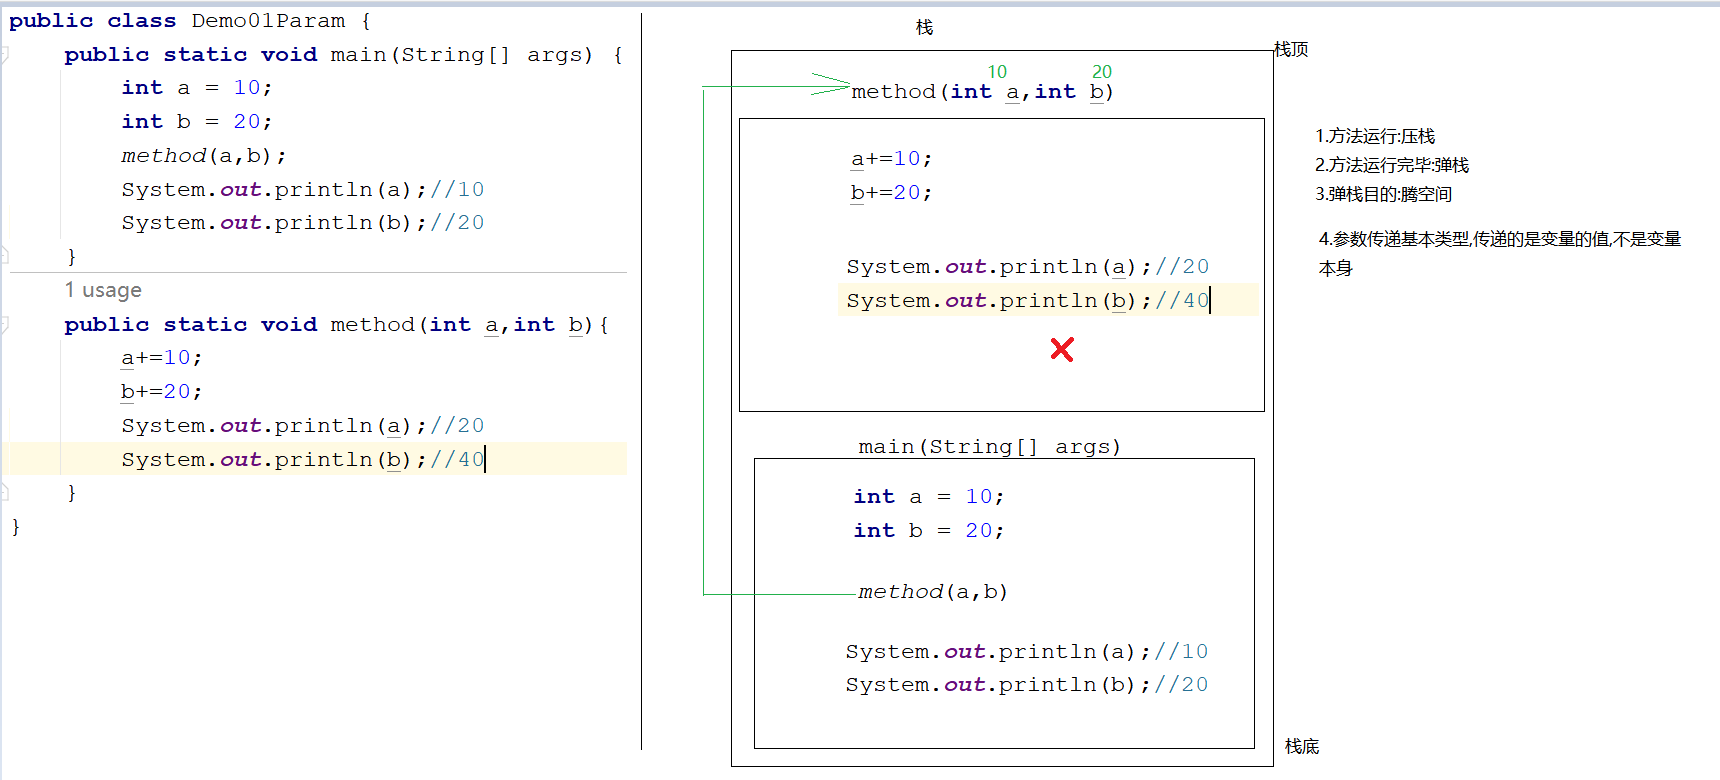 public class Demo01Param {
public static void main(String[] args) {
int a = 10;
int b = 20;
method(a,b);
System.out.println(a);//10
System.out.println(b);//20
}
1 usage
public static void method(int a,int b){
a+=10;
b+=20;
System.out.println(a);//20
System.out.println(b);//40
}
}
栈
栈顶
10 20
method(int a,int b)
a+=10;
b+=20;
System.out.println(a);//20
System.out.println(b);//40
main(String[] args)
int a = 10;
int b = 20;
method(a,b)
System.out.println(a);//10
System.out.println(b);//20
栈底
1.方法运行:压栈
2.方法运行完毕:弹栈
3.弹栈目的:腾空间
4.参数传递基本类型,传递的是变量的值,不是变量
本身